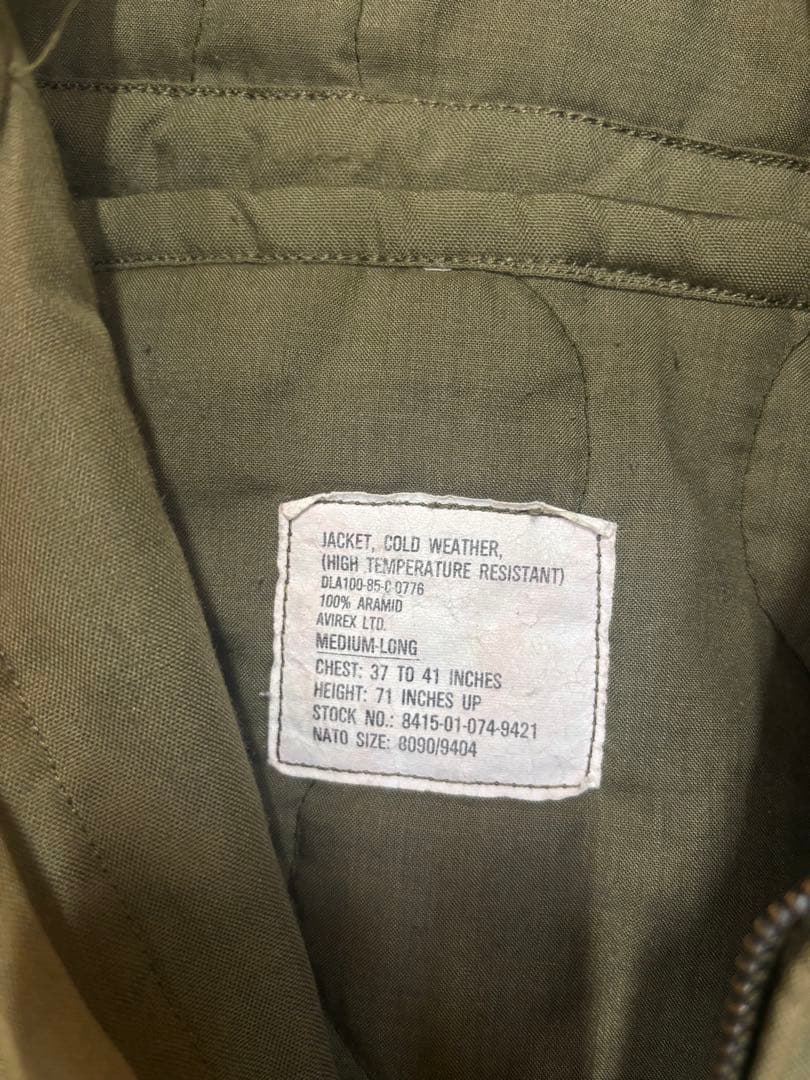 JACKET, COLD WEATHER,
(HIGH TEMPERATURE RESISTANT)
DLA100-85-C-0776
100% ARAMID
AVIREX LTD.
MEDIUM-LONG
CHEST: 37 TO 41 INCHES
HEIGHT: 71 INCHES UP
STOCK NO.: 8415-01-074-9421
NATO SIZE: 8090/9404